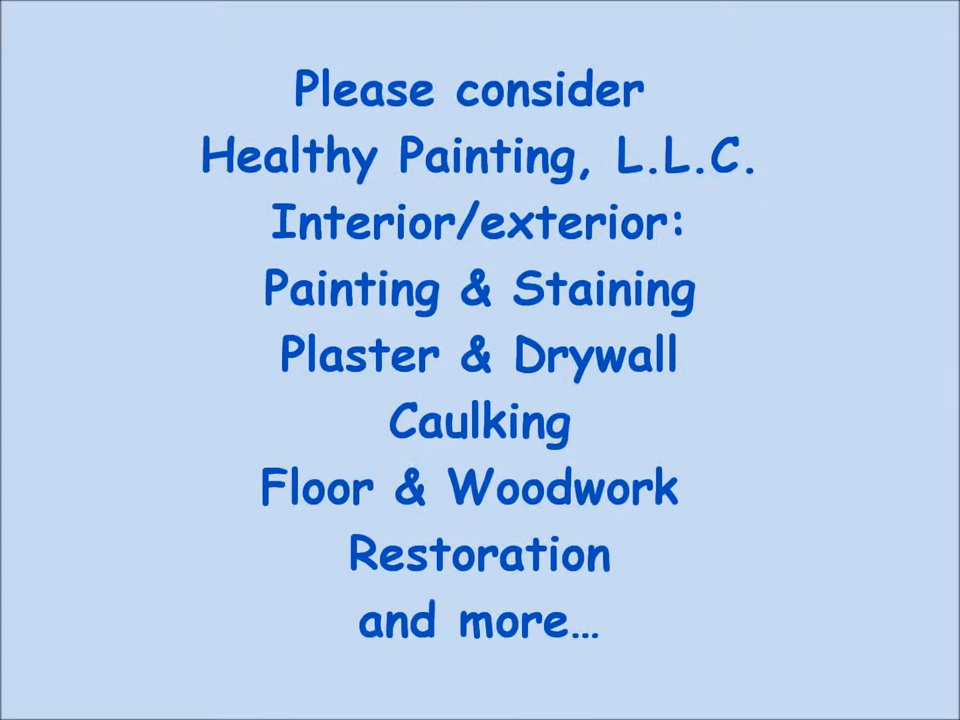 Please consider
Healthy Painting, L.L.C.
Interior/exterior:
Painting & Staining
Plaster & Drywall
Caulking
Floor & Woodwork
Restoration
and more…